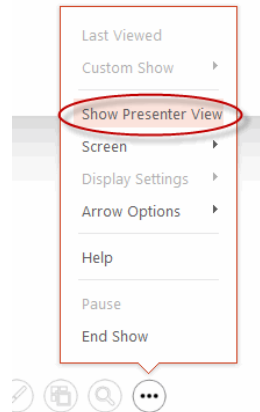 Last Viewed
Custom Show
Show Presenter View
Screen
Display Settings
Arrow Options
Help
Pause
End Show